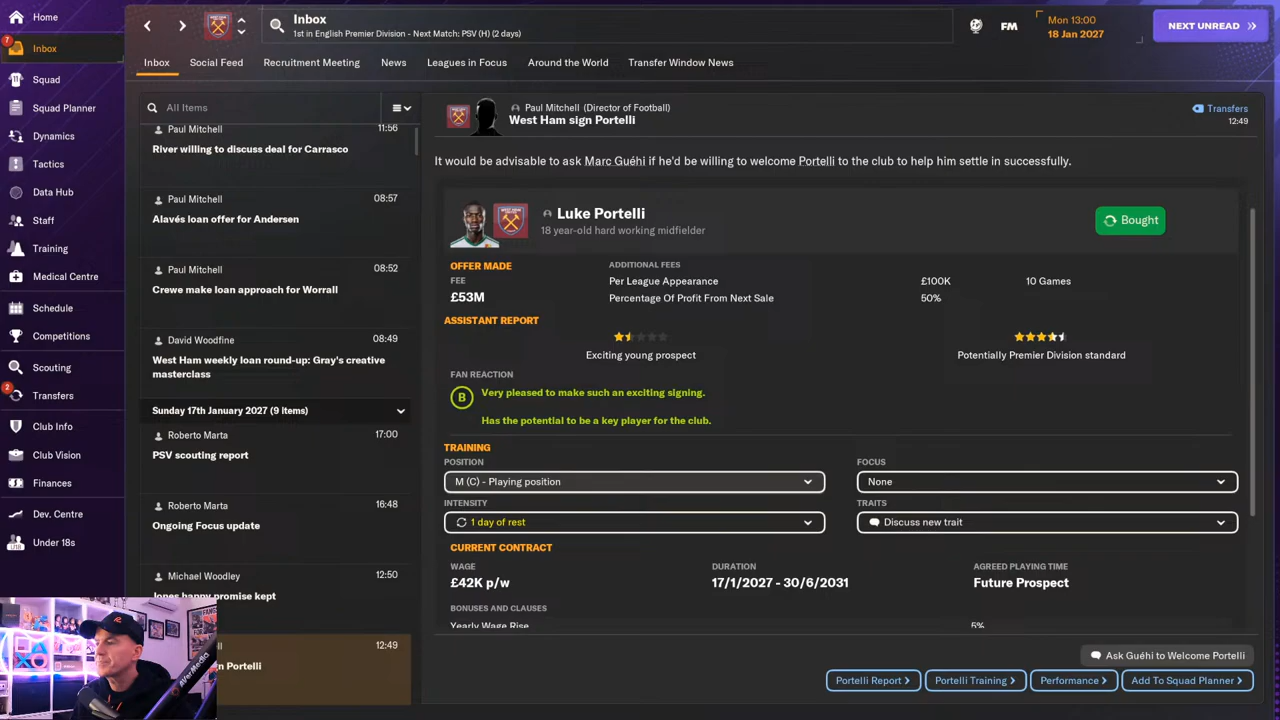 Home
Inbox
1st in English Premier Division - Next Match: PSV (H) (2 days)
FM
Mon 13:00
18 Jan 2027
NEXT UNREAD
7
Inbox
Squad
Squad Planner
Dynamics
Tactics
Data Hub
Staff
Training
Medical Centre
Schedule
Competitions
Scouting
2
Transfers
Club Info
Club Vision
Finances
Dev. Centre
U18
Under 18s
Inbox
Social Feed
Recruitment Meeting
News
Leagues in Focus
Around the World
Transfer Window News
All Items
Paul Mitchell
11:56
River willing to discuss deal for Carrasco
Paul Mitchell
08:57
Alavés loan offer for Andersen
Paul Mitchell
08:52
Crewe make loan approach for Worrall
David Woodfine
08:49
West Ham weekly loan round-up: Gray's creative
masterclass
Sunday 17th January 2027 (9 items)
Roberto Marta
17:00
PSV scouting report
Roberto Marta
16:48
Ongoing Focus update
Michael Woodley
12:50
Jones happy promise kept
12:49
Portelli
Paul Mitchell (Director of Football)
West Ham sign Portelli
Transfers
12:49
It would be advisable to ask Marc Guéhi if he'd be willing to welcome Portelli to the club to help him settle in successfully.
Luke Portelli
18 year-old hard working midfielder
Bought
OFFER MADE
FEE
£53M
ADDITIONAL FEES
Per League Appearance
£100K
10 Games
Percentage Of Profit From Next Sale
50%
ASSISTANT REPORT
Exciting young prospect
Potentially Premier Division standard
FAN REACTION
B
Very pleased to make such an exciting signing.
Has the potential to be a key player for the club.
TRAINING
POSITION
M (C) - Playing position
FOCUS
None
INTENSITY
1 day of rest
TRAITS
Discuss new trait
CURRENT CONTRACT
WAGE
£42K p/w
DURATION
17/1/2027 - 30/6/2031
AGREED PLAYING TIME
Future Prospect
BONUSES AND CLAUSES
Yearly Wage Rise
5%
Ask Guéhi to Welcome Portelli
Portelli Report
Portelli Training
Performance
Add To Squad Planner
AVerMedia